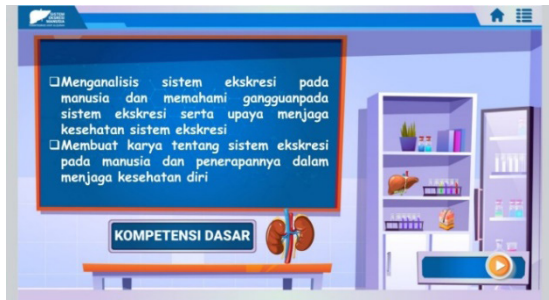 ☐Menganalisis sistem ekskresi pada
manusia dan memahami gangguanpada
sistem ekskresi serta upaya menjaga
kesehatan sistem ekskresi
☐Membuat karya tentang sistem ekskresi
pada manusia dan penerapannya dalam
menjaga kesehatan diri
KOMPETENSI DASAR